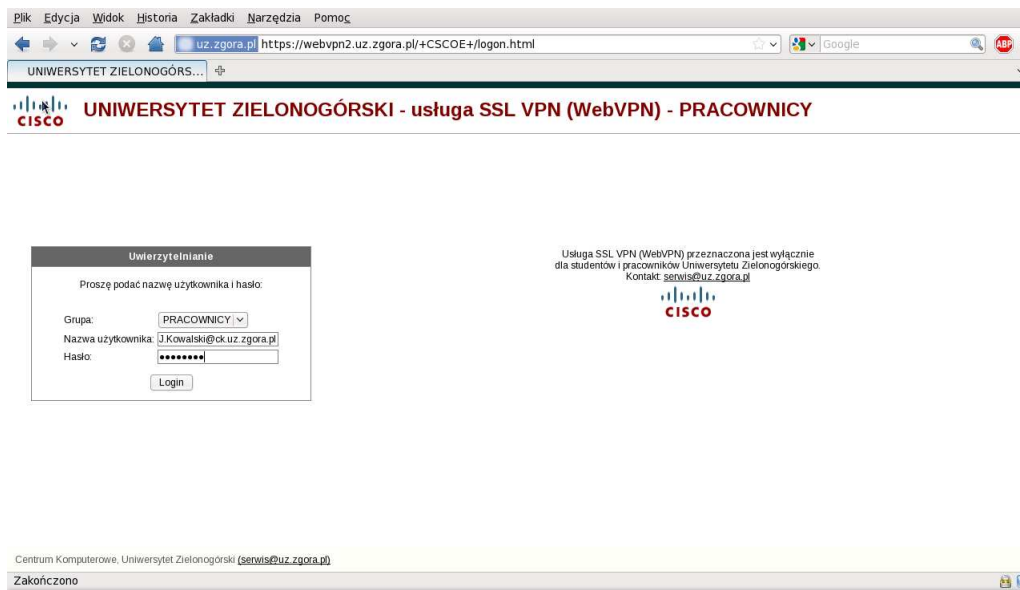 Plik Edycja Widok Historia Zakładki Narzędzia Pomoc
uz.zgora.pl https://webvpn2.uz.zgora.pl/+CSCOE+/logon.html Google ABP
UNIWERSYTET ZIELONOGÓRS...
CISCO UNIWERSYTET ZIELONOGÓRSKI - usługa SSL VPN (WebVPN) - PRACOWNICY
Uwierzytelnianie
Proszę podać nazwę użytkownika i hasło:
Grupa: PRACOWNICY
Nazwa użytkownika: J.Kowalski@ck.uz.zgora.pl
Hasło: ●●●●●●●●
Login
Usługa SSL VPN (WebVPN) przeznaczona jest wyłącznie
dla studentów i pracowników Uniwersytetu Zielonogórskiego.
Kontakt: serwis@uz.zgora.pl
CISCO
Centrum Komputerowe, Uniwersytet Zielonogórski (serwis@uz.zgora.pl)
Zakończono